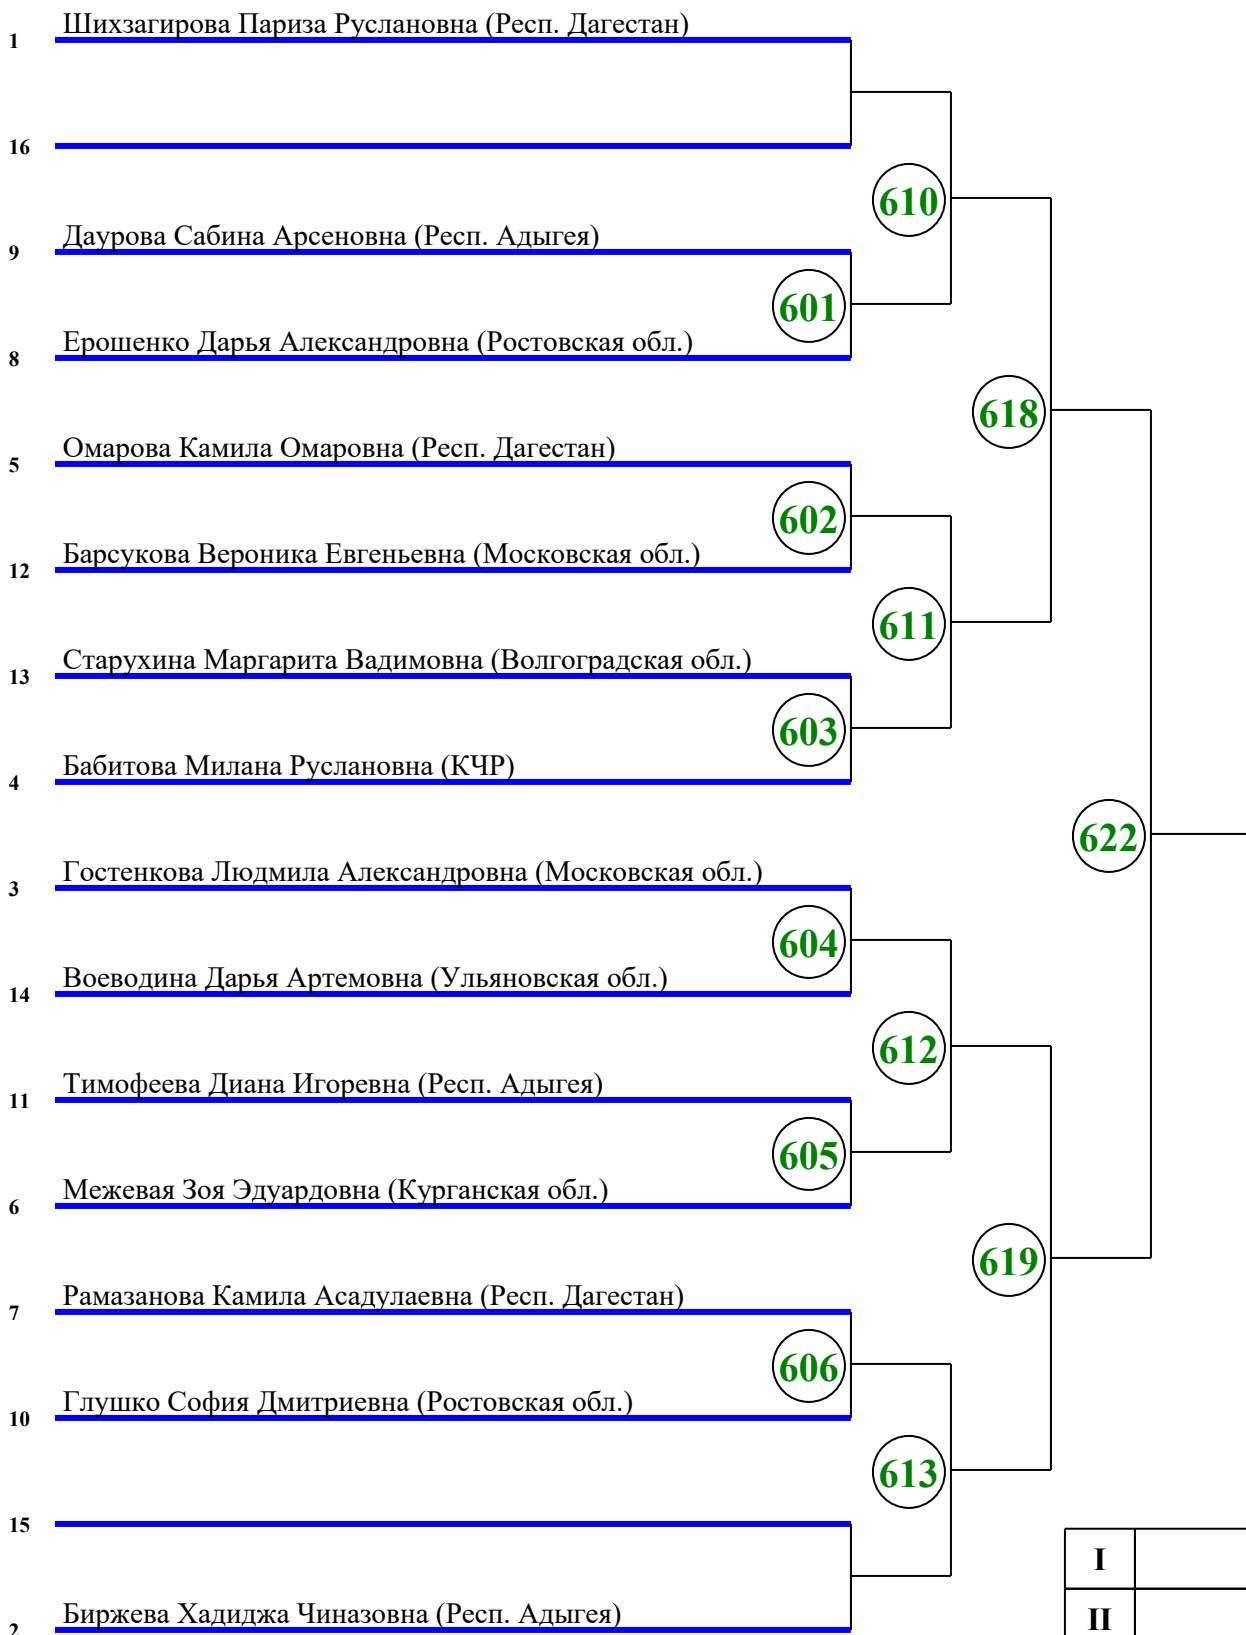 1 Шихзагирова Париза Руслановна (Респ. Дагестан)
16
610
9 Даурова Сабина Арсеновна (Респ. Адыгея)
601
8 Ерошенко Дарья Александровна (Ростовская обл.)
618
5 Омарова Камила Омаровна (Респ. Дагестан)
602
12 Барсукова Вероника Евгеньевна (Московская обл.)
611
13 Старухина Маргарита Вадимовна (Волгоградская обл.)
603
4 Бабитова Милана Руслановна (КЧР)
622
3 Гостенкова Людмила Александровна (Московская обл.)
604
14 Воеводина Дарья Артемовна (Ульяновская обл.)
612
11 Тимофеева Диана Игоревна (Респ. Адыгея)
605
6 Межевая Зоя Эдуардовна (Курганская обл.)
619
7 Рамазанова Камила Асадулаевна (Респ. Дагестан)
606
10 Глушко София Дмитриевна (Ростовская обл.)
613
15
I
2 Биржева Хадиджа Чиназовна (Респ. Адыгея)
II